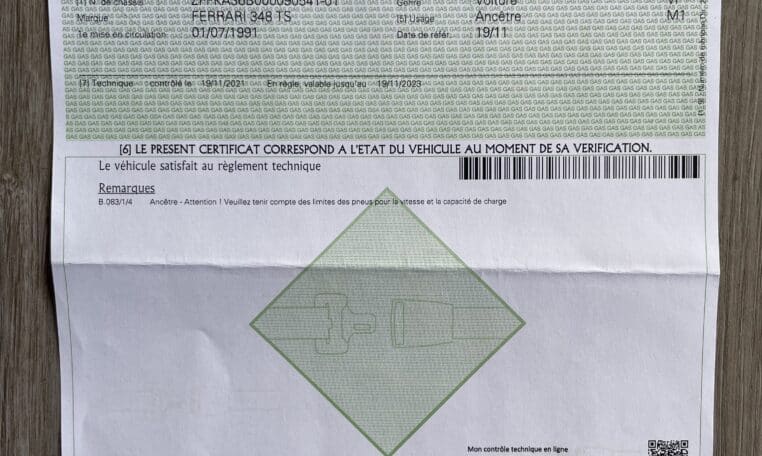 N. de châssis Genre Voiture
Marque FERRARI 348 TS [5] Usage Ancêtre M1
1e mise en circulation 01/07/1991 Date de réf. 19/11
[7] Technique contrôlé le 19/11/2021 En règle, valable jusqu'au 19/11/2023
[6] LE PRESENT CERTIFICAT CORRESPOND A L'ETAT DU VEHICULE AU MOMENT DE SA VERIFICATION.
Le véhicule satisfait au règlement technique
Remarques
B.083/1/4 Ancêtre - Attention ! Veuillez tenir compte des limites des pneus pour la vitesse et la capacité de charge
Mon contrôle technique en ligne